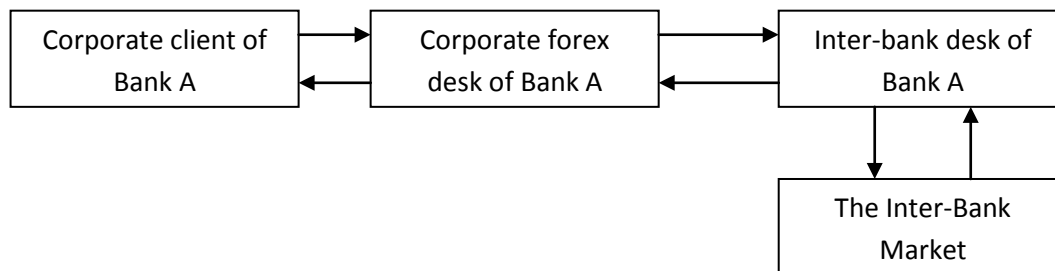 Corporate client of
Bank A
Corporate forex
desk of Bank A
Inter-bank desk of
Bank A
The Inter-Bank
Market